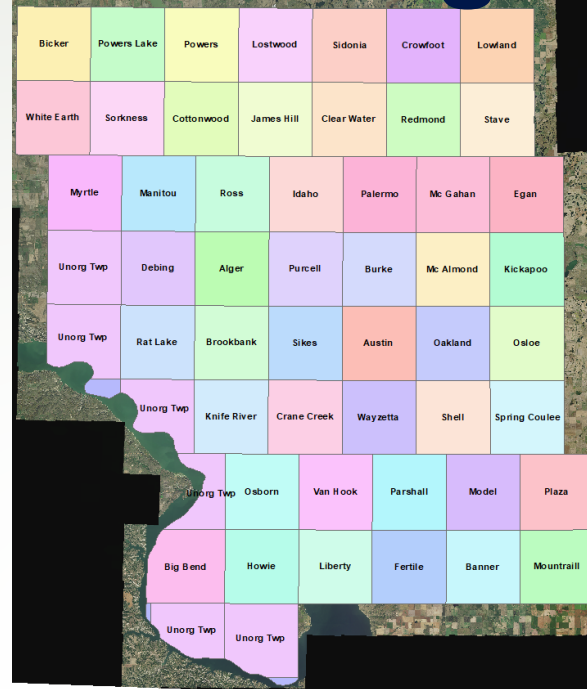 Bicker Powers Lake Powers Lostwood Sidonia Crowfoot Lowland
White Earth Sorkness Cottonwood James Hill Clear Water Redmond Stave
Myrtle Manitou Ross Idaho Palermo Mc Gahan Egan
Unorg Twp Debing Alger Purcell Burke Mc Almond Kickapoo
Unorg Twp Rat Lake Brookbank Sikes Austin Oakland Osloe
Unorg Twp Knife River Crane Creek Wayzetta Shell Spring Coulee
Unorg Twp Osborn Van Hook Parshall Model Plaza
Big Bend Howie Liberty Fertile Banner Mountraill
Unorg Twp Unorg Twp